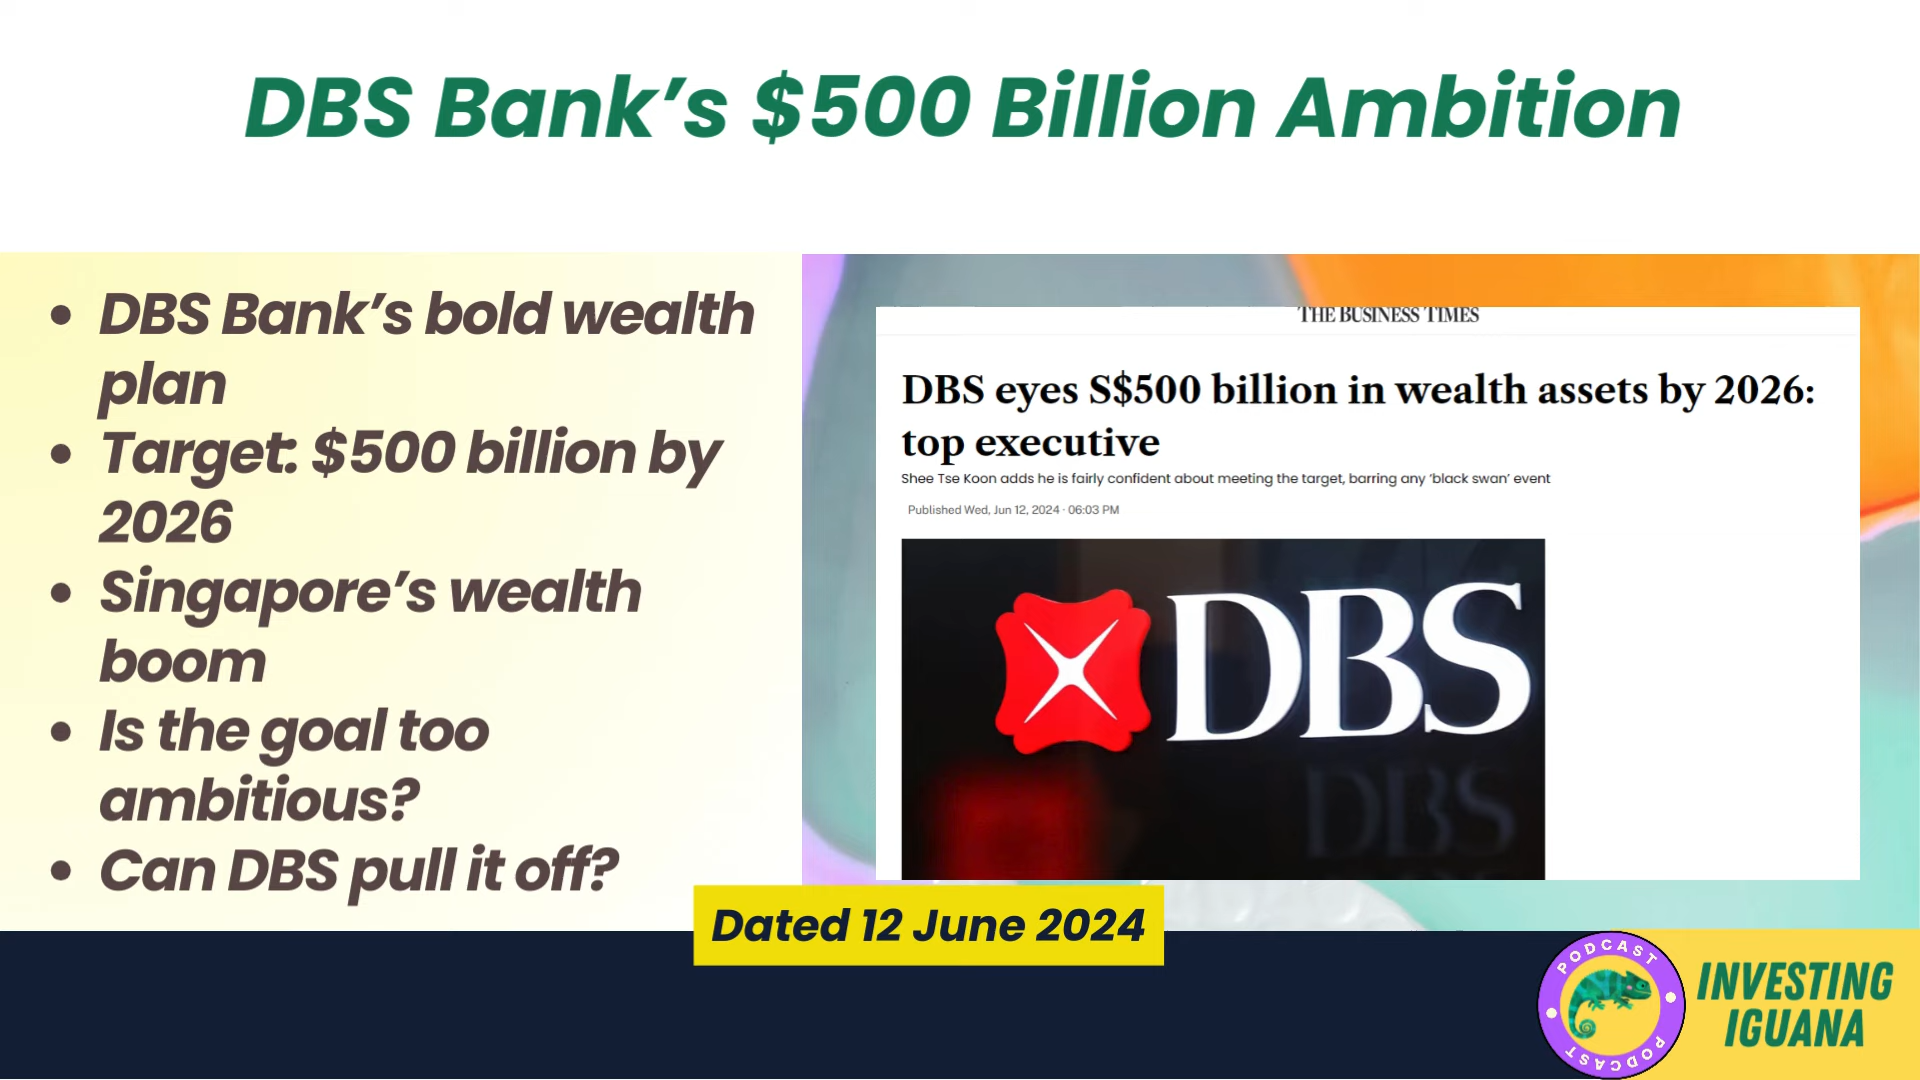 DBS Bank’s $500 Billion Ambition
• DBS Bank’s bold wealth
plan
• Target: $500 billion by
2026
• Singapore’s wealth
boom
• Is the goal too
ambitious?
• Can DBS pull it off?
THE BUSINESS TIMES
DBS eyes S$500 billion in wealth assets by 2026:
top executive
Shee Tse Koon adds he is fairly confident about meeting the target, barring any ‘black swan’ event
Published Wed, Jun 12, 2024 · 06:03 PM
DBS
DBS
Dated 12 June 2024
PODCAST
PODCAST
INVESTING
IGUANA